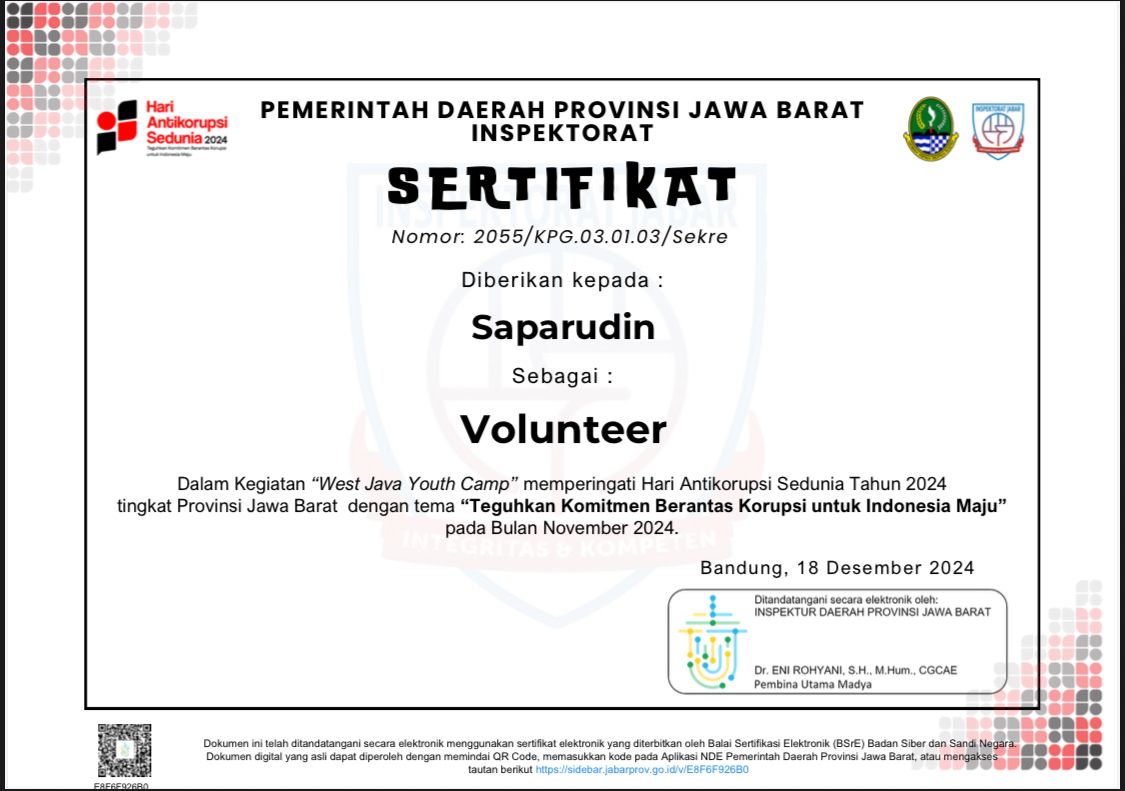 Hari
Antikorupsi
Sedunia 2024
Teguhkan Komitmen Berantas Korupsi
untuk Indonesia Maju
PEMERINTAH DAERAH PROVINSI JAWA BARAT
INSPEKTORAT
INSPEKTORAT JABAR
SERTIFIKAT
INSPEKTORAT JABAR
Nomor: 2055/KPG.03.01.03/Sekre
Diberikan kepada :
Saparudin
Sebagai :
Volunteer
Dalam Kegiatan “West Java Youth Camp” memperingati Hari Antikorupsi Sedunia Tahun 2024
tingkat Provinsi Jawa Barat dengan tema “Teguhkan Komitmen Berantas Korupsi untuk Indonesia Maju”
pada Bulan November 2024.
INTEGRITAS & KOMPETEN
Bandung, 18 Desember 2024
Ditandatangani secara elektronik oleh:
INSPEKTUR DAERAH PROVINSI JAWA BARAT
Dr. ENI ROHYANI, S.H., M.Hum., CGCAE
Pembina Utama Madya
E8F6F926B0
Dokumen ini telah ditandatangani secara elektronik menggunakan sertifikat elektronik yang diterbitkan oleh Balai Sertifikasi Elektronik (BSrE) Badan Siber dan Sandi Negara.
Dokumen digital yang asli dapat diperoleh dengan memindai QR Code, memasukkan kode pada Aplikasi NDE Pemerintah Daerah Provinsi Jawa Barat, atau mengakses
tautan berikut https://sidebar.jabarprov.go.id/v/E8F6F926B0